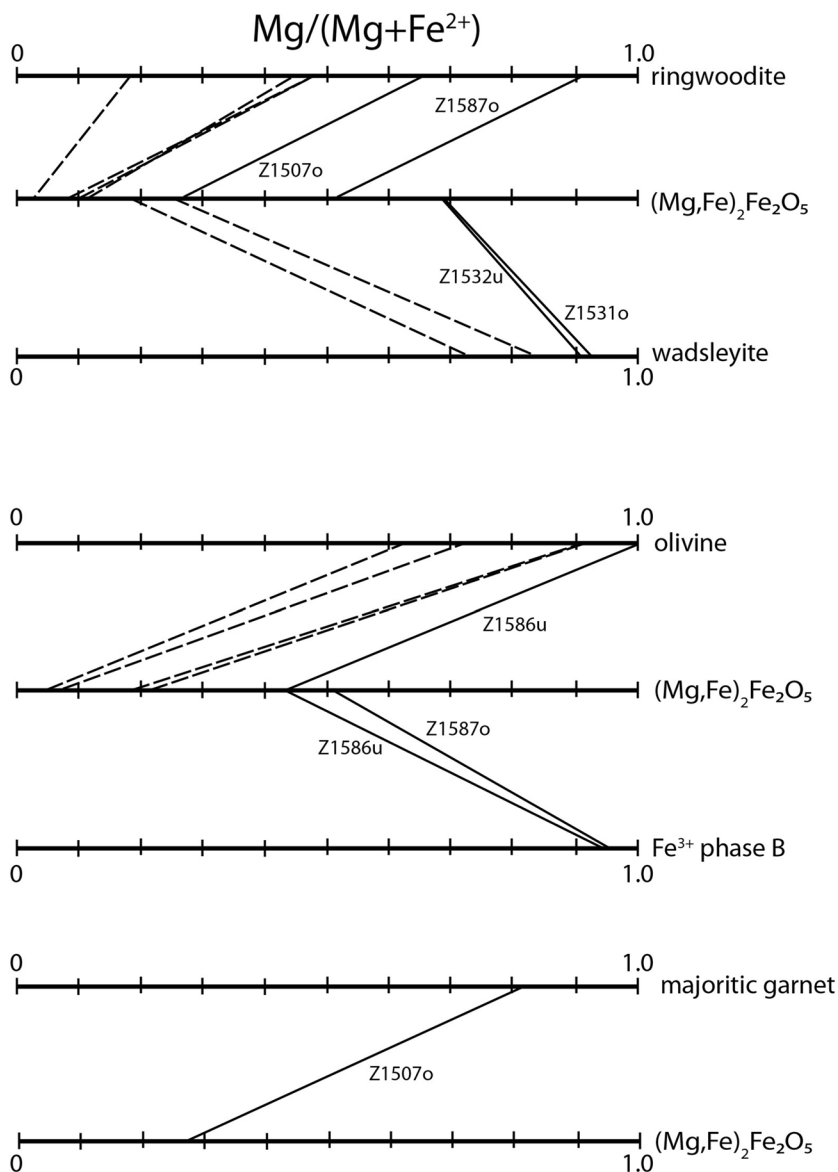 Mg/(Mg+Fe²⁺)
0 1.0
ringwoodite
Z1587o
Z1507o
(Mg,Fe)₂Fe₂O₅
Z1532u
Z1531o
wadsleyite
0 1.0
0 1.0
olivine
Z1586u
(Mg,Fe)₂Fe₂O₅
Z1587o
Z1586u
Fe³⁺ phase B
0 1.0
0 1.0
majoritic garnet
Z1507o
(Mg,Fe)₂Fe₂O₅
0 1.0